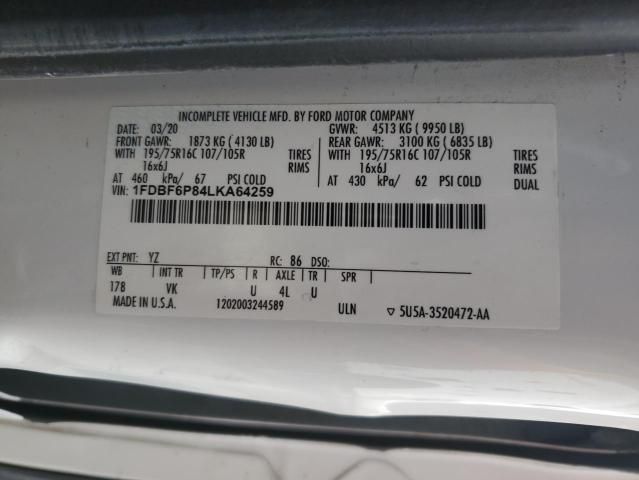 INCOMPLETE VEHICLE MFD. BY FORD MOTOR COMPANY
DATE: 03/20 GVWR: 4513 KG ( 9950 LB)
FRONT GAWR: 1873 KG ( 4130 LB) REAR GAWR: 3100 KG ( 6835 LB)
WITH 195/75R16C 107/105R TIRES WITH 195/75R16C 107/105R TIRES
16x6J RIMS 16x6J RIMS
AT 460 kPa/ 67 PSI COLD AT 430 kPa/ 62 PSI COLD DUAL
VIN: 1FDBF6P84LKA64259
EXT PNT: YZ RC: 86 DSO:
WB INT TR TP/PS R AXLE TR SPR
178 VK U 4L U
MADE IN U.S.A. 1202003244589 ULN ▽ 5U5A-3520472-AA